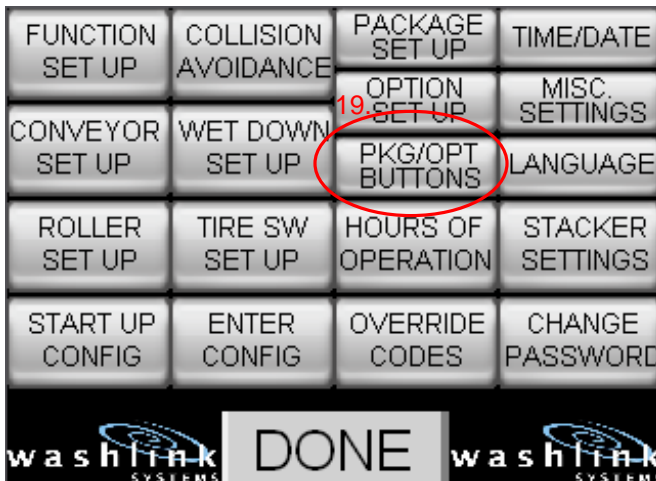 FUNCTION
SET UP
COLLISION
AVOIDANCE
PACKAGE
SET UP
TIME/DATE
19.
OPTION
SET UP
MISC.
SETTINGS
CONVEYOR
SET UP
WET DOWN
SET UP
PKG/OPT
BUTTONS
LANGUAGE
ROLLER
SET UP
TIRE SW
SET UP
HOURS OF
OPERATION
STACKER
SETTINGS
START UP
CONFIG
ENTER
CONFIG
OVERRIDE
CODES
CHANGE
PASSWORD
washlink
SYSTEMS
DONE
washlink
SYSTEMS